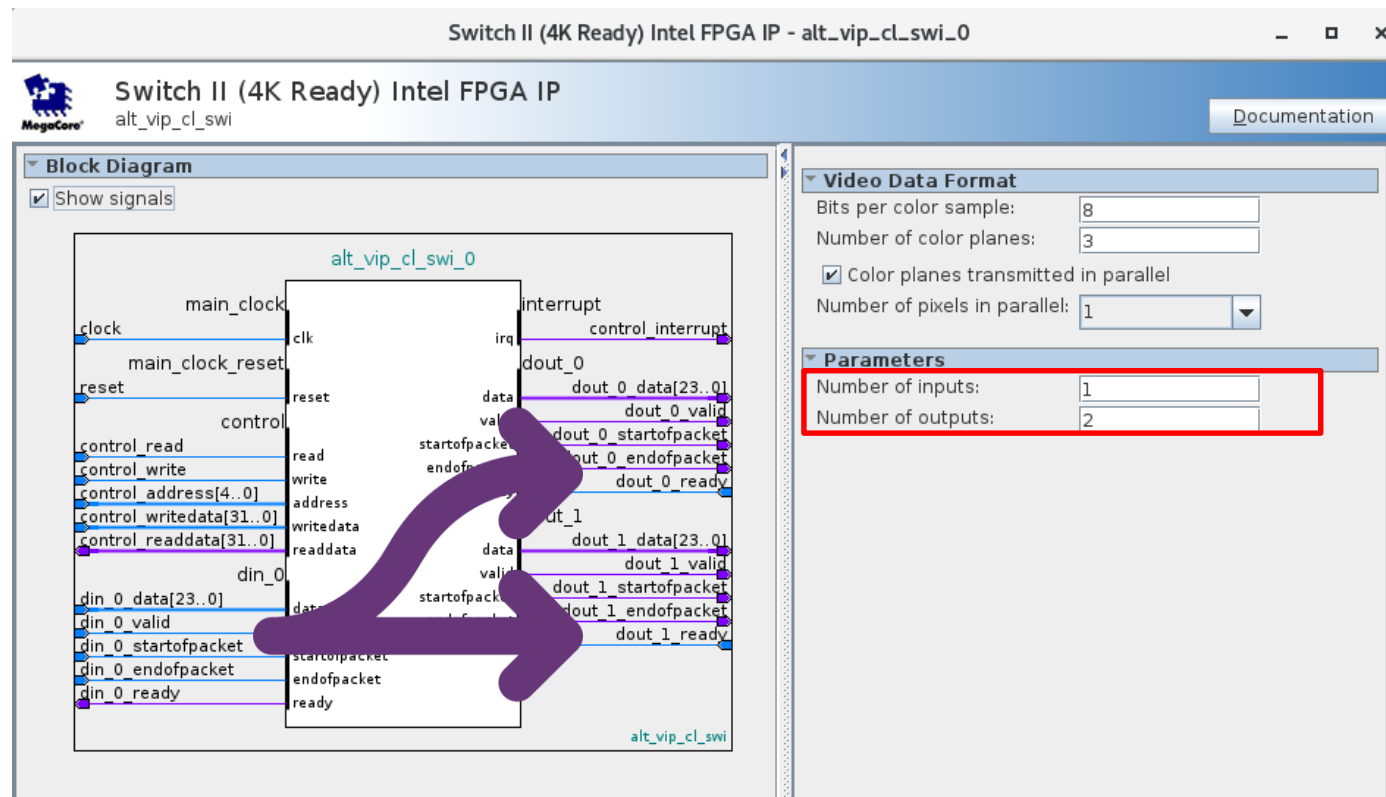 Switch II (4K Ready) Intel FPGA IP - alt_vip_cl_swi_0
Switch II (4K Ready) Intel FPGA IP
MegaCore®
alt_vip_cl_swi
Documentation
Block Diagram
Show signals
alt_vip_cl_swi_0
main_clock
interrupt
clock
control_interrupt
clk
irq
main_clock_reset
dout_0
reset
dout_0_data[23..0]
reset
data
control
dout_0_valid
control_read
startofpacket
dout_0_startofpacket
read
dout_0_endofpacket
control_write
write
dout_0_ready
control_address[4..0]
address
control_writedata[31..0]
writedata
control_readdata[31..0]
readdata
data
dout_1_data[23..0]
din_0
valid
dout_1_valid
din_0_data[23..0]
dout_1_startofpacket
din_0_valid
dout_1_endofpacket
din_0_startofpacket
startofpacket
dout_1_ready
din_0_endofpacket
endofpacket
din_0_ready
ready
alt_vip_cl_swi
Video Data Format
Bits per color sample: 8
Number of color planes: 3
Color planes transmitted in parallel
Number of pixels in parallel: 1
Parameters
Number of inputs: 1
Number of outputs: 2